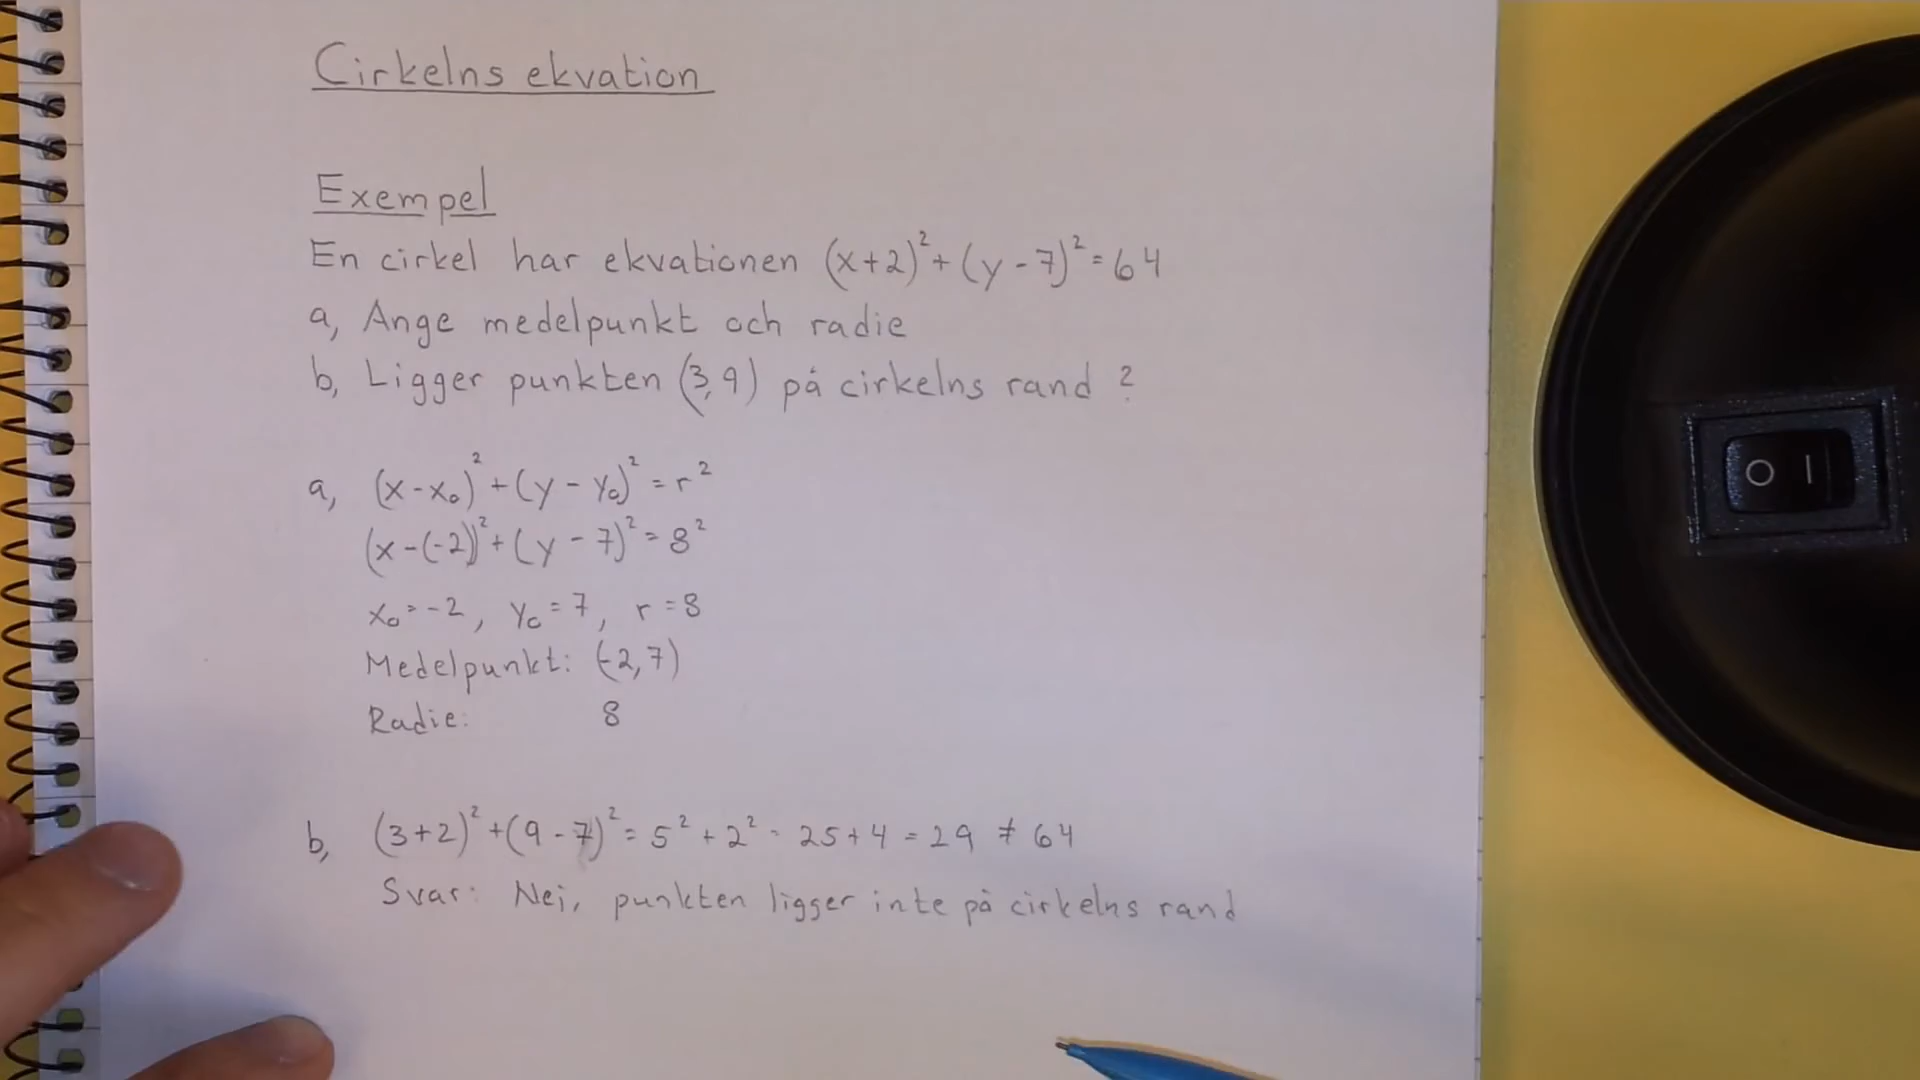 Cirkelns ekvation
Exempel
En cirkel har ekvationen (x+2)²+(y-7)²=64
a, Ange medelpunkt och radie
b, Ligger punkten (3,9) på cirkelns rand ?
a, (x-x₀)²+(y-y₀)²=r²
(x-(-2))²+(y-7)²=8²
x₀=-2, y₀=7, r=8
Medelpunkt: (-2,7)
Radie: 8
b, (3+2)²+(9-7)²=5²+2²=25+4=29≠64
Svar: Nej, punkten ligger inte på cirkelns rand